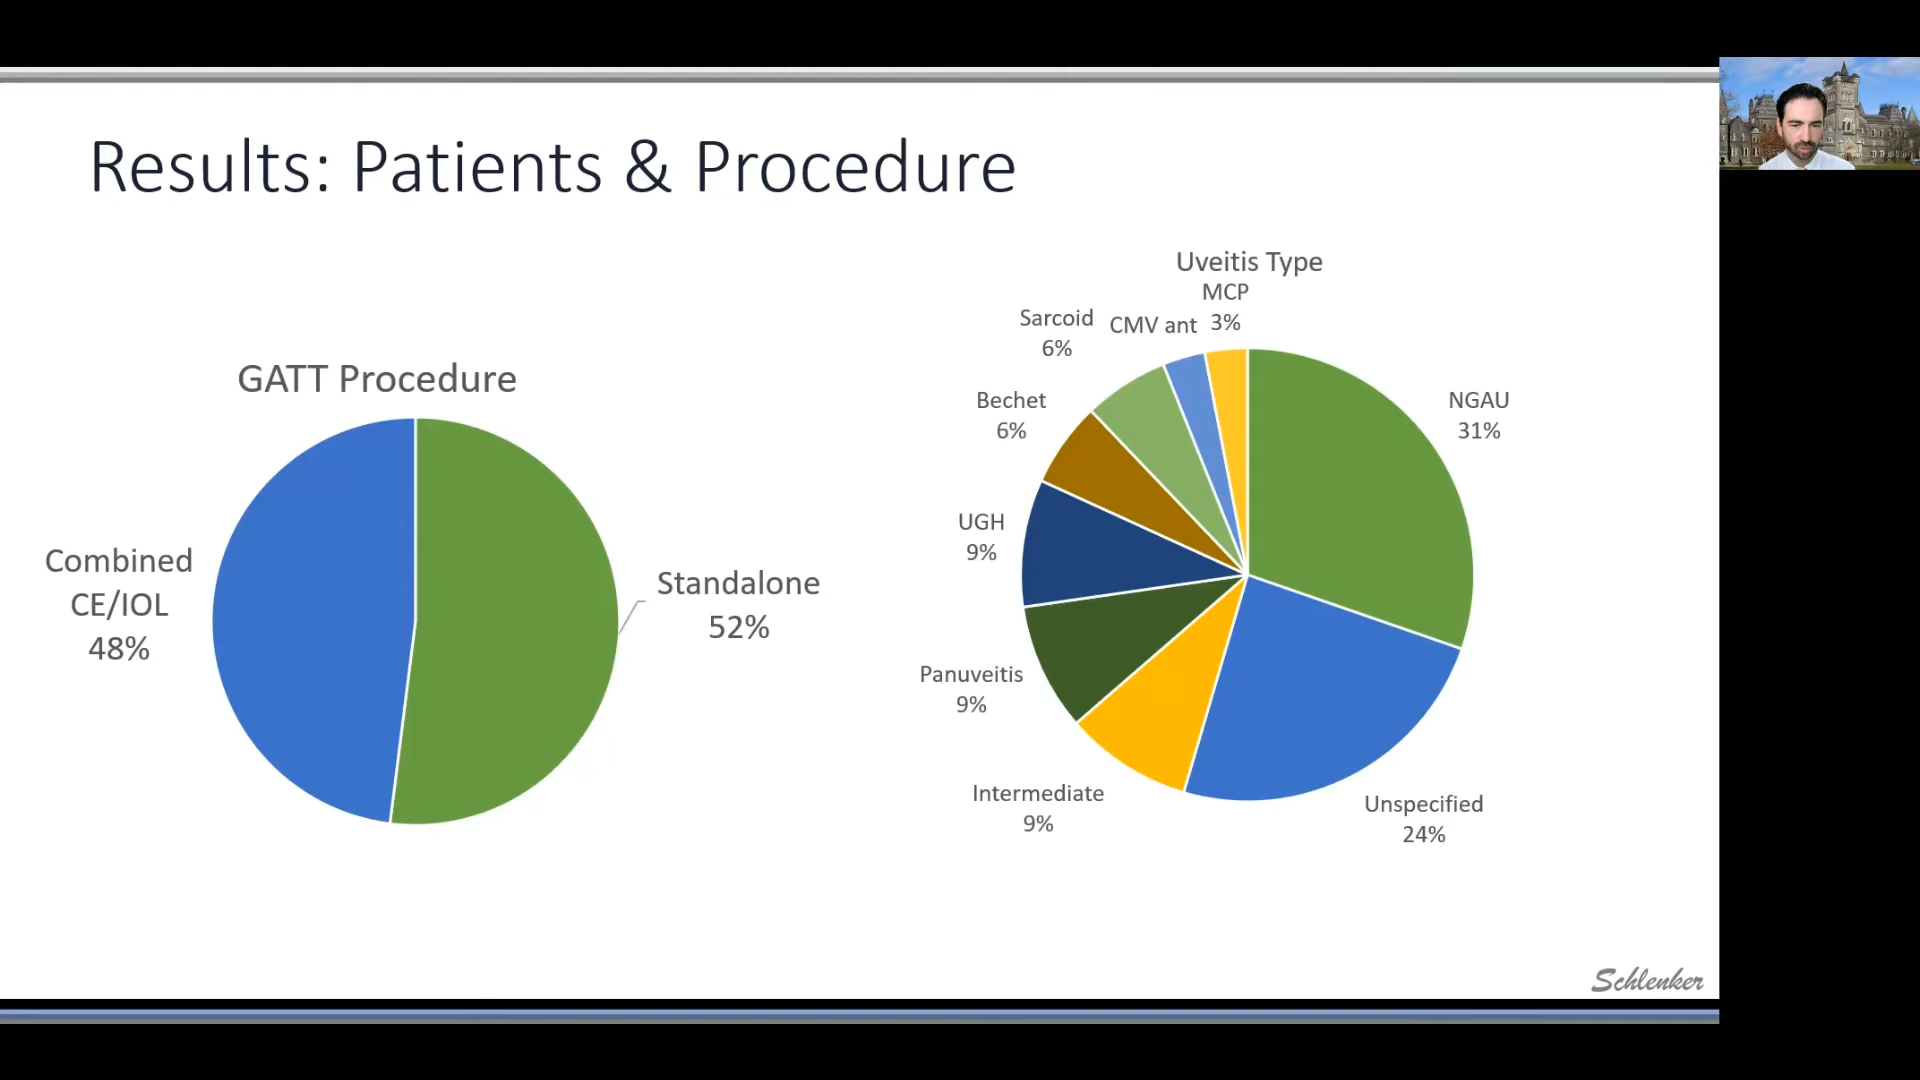 Results: Patients & Procedure
GATT Procedure
Combined
CE/IOL
48%
Standalone
52%
Uveitis Type
MCP
3%
CMV ant
Sarcoid
6%
Bechet
6%
UGH
9%
Panuveitis
9%
Intermediate
9%
Unspecified
24%
NGAU
31%
Schlenker